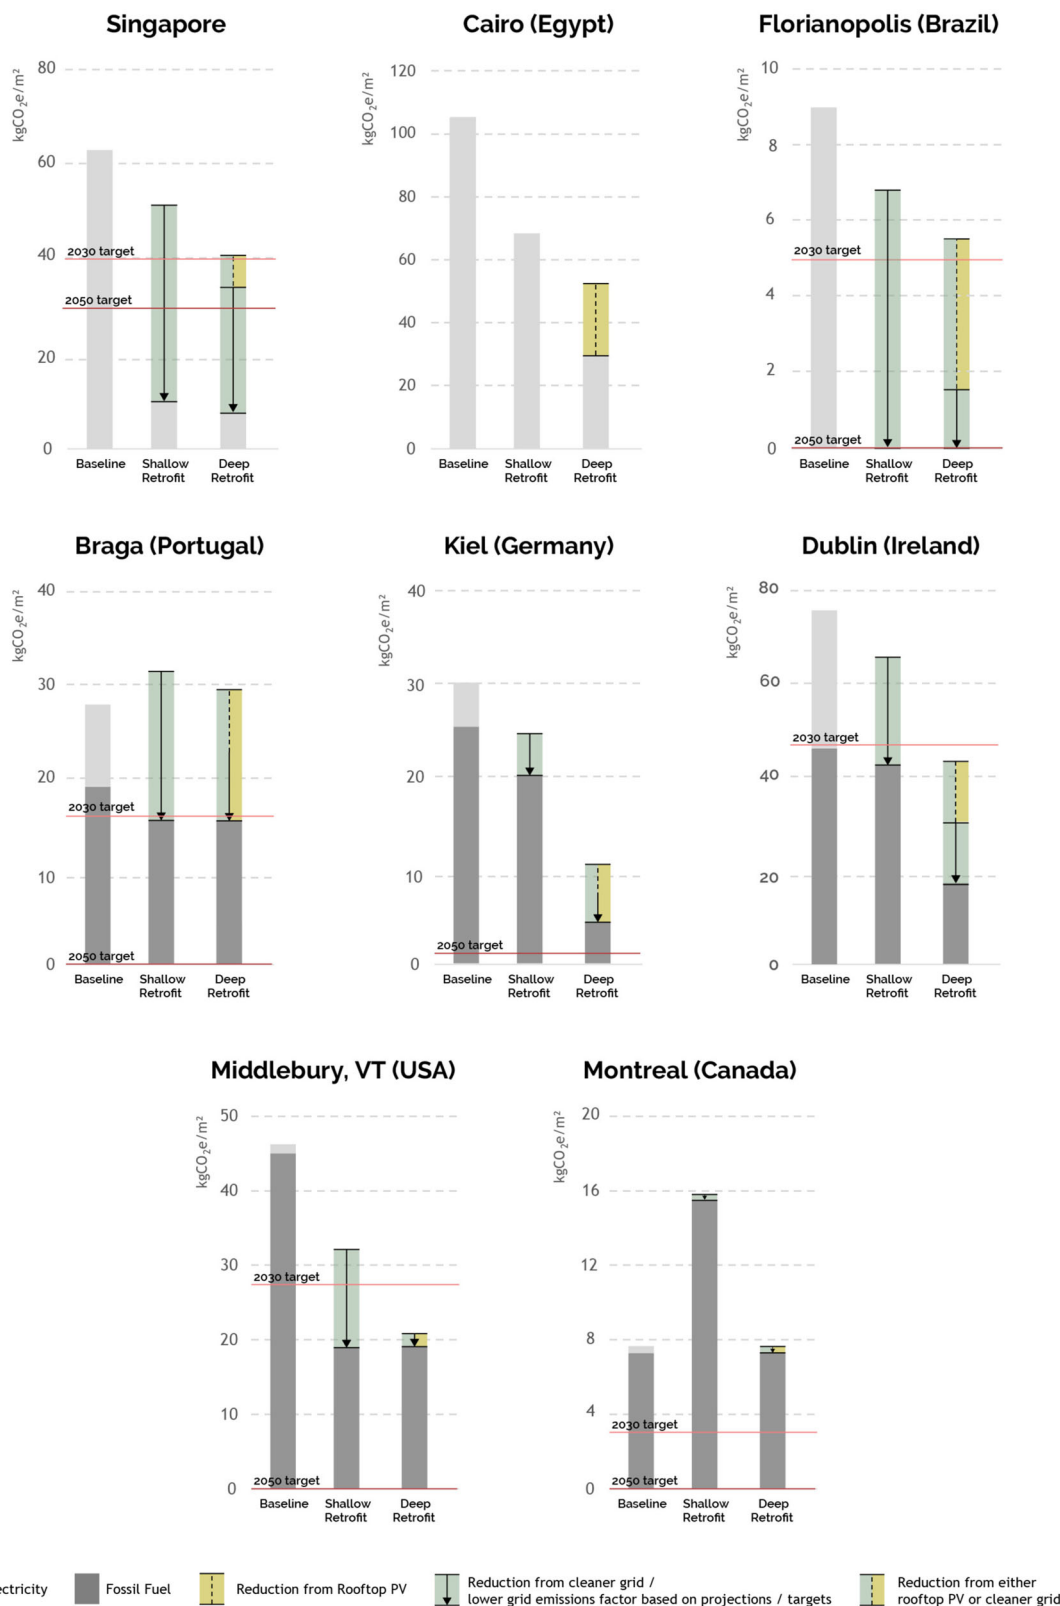 Singapore
kgCO₂e/m²
80
60
40
20
0
2030 target
2050 target
Baseline
Shallow
Retrofit
Deep
Retrofit
Cairo (Egypt)
kgCO₂e/m²
120
100
80
60
40
20
0
Baseline
Shallow
Retrofit
Deep
Retrofit
Florianopolis (Brazil)
kgCO₂e/m²
10
8
6
4
2
0
2030 target
2050 target
Baseline
Shallow
Retrofit
Deep
Retrofit
Braga (Portugal)
kgCO₂e/m²
40
30
20
10
0
2030 target
2050 target
Baseline
Shallow
Retrofit
Deep
Retrofit
Kiel (Germany)
kgCO₂e/m²
40
30
20
10
0
2050 target
Baseline
Shallow
Retrofit
Deep
Retrofit
Dublin (Ireland)
kgCO₂e/m²
80
60
40
20
0
2030 target
Baseline
Shallow
Retrofit
Deep
Retrofit
Middlebury, VT (USA)
kgCO₂e/m²
50
40
30
20
10
0
2030 target
2050 target
Baseline
Shallow
Retrofit
Deep
Retrofit
Montreal (Canada)
kgCO₂e/m²
20
16
12
8
4
0
2030 target
2050 target
Baseline
Shallow
Retrofit
Deep
Retrofit
ectricity
Fossil Fuel
Reduction from Rooftop PV
Reduction from cleaner grid /
lower grid emissions factor based on projections / targets
Reduction from either
rooftop PV or cleaner grid